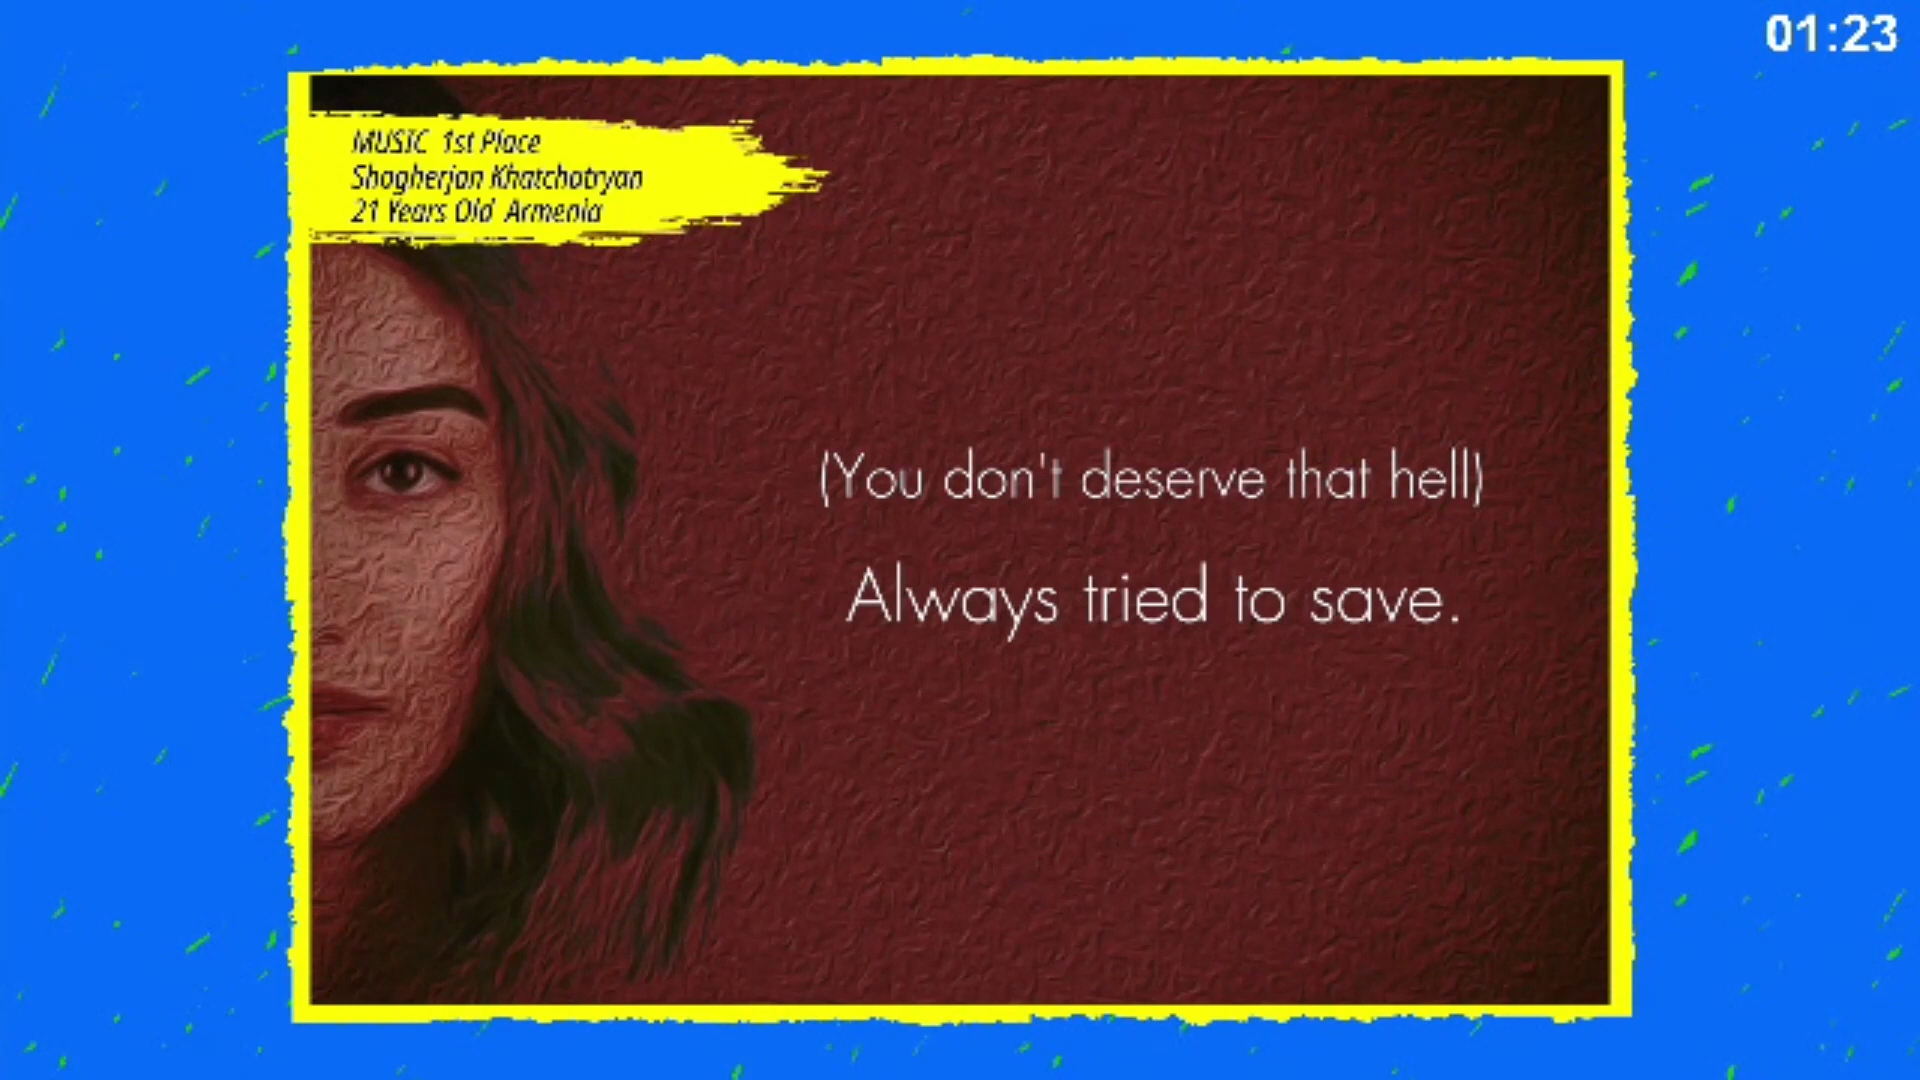 01:23
MUSIC 1st Place
Shogherjan Khatchatryan
21 Years Old Armenia
(You don't deserve that hell)
Always tried to save.